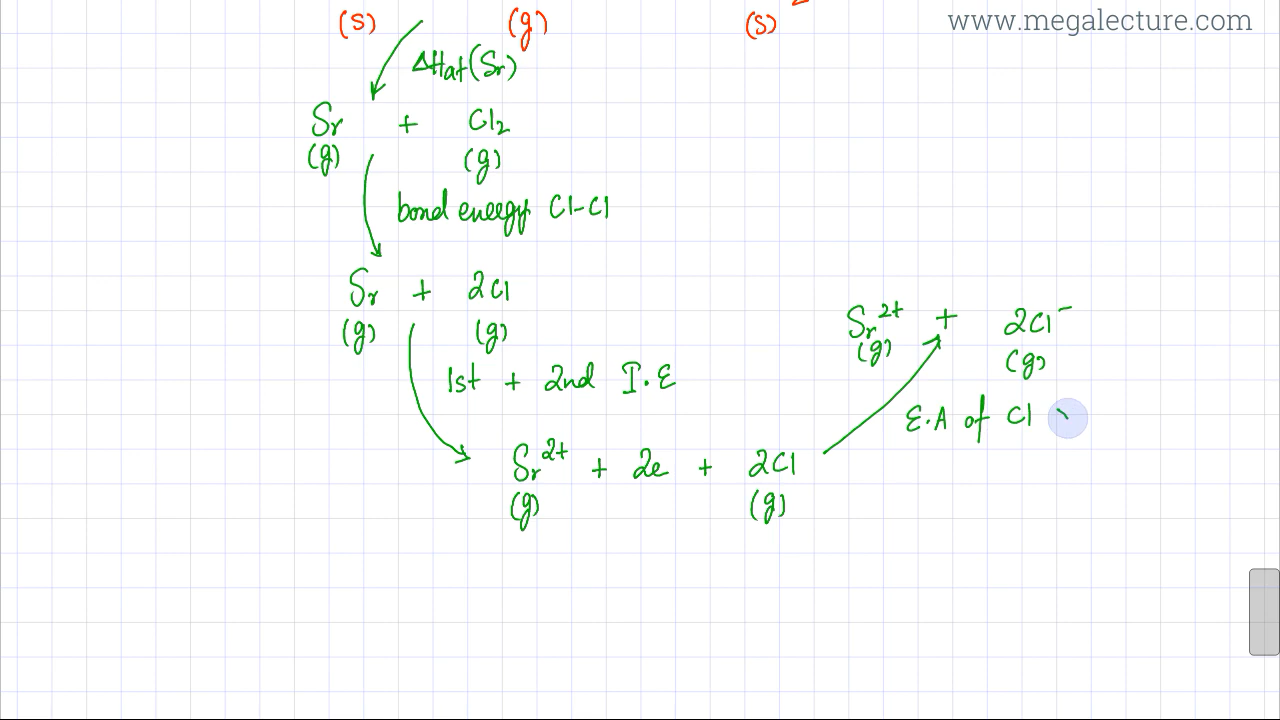 www.megalecture.com
(s) (g) (s)
ΔHat(Sr)
Sr + Cl₂
(g) (g)
bond energy Cl-Cl
Sr + 2Cl
(g) (g)
Sr²⁺ + 2Cl⁻
(g) (g)
1st + 2nd I.E
E.A of Cl
Sr²⁺ + 2e + 2Cl
(g) (g)